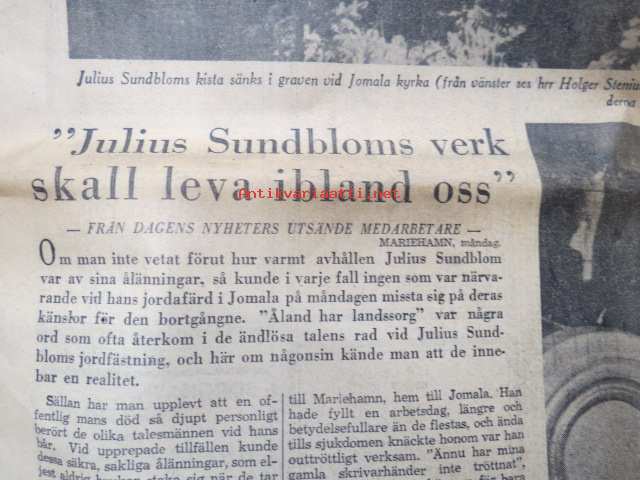 Julius Sundbloms kista sänks i graven vid Jomala kyrka (från vänster ses hrr Holger
derna
"Julius Sundbloms verk
skall leva ibland oss"
Antikvariaatti.net
— FRÅN DAGENS NYHETERS UTSÄNDE MEDARBETARE —
MARIEHAMN, måndag.
Om man inte vetat förut hur varmt avhållen Julius Sundblom
var av sina ålänningar, så kunde i varje fall ingen som var närva-
rande vid hans jordafärd i Jomala på måndagen missta sig på deras
känslor för den bortgångne. "Åland har landssorg" var några
ord som ofta återkom i de ändlösa talens rad vid Julius Sund-
bloms jordfästning, och här om någonsin kände man att de inne-
bar en realitet.
Sällan har man upplevt att en of-
fentlig mans död så djupt personligt
berört de olika talesmännen vid hans
bår. Vid upprepade tillfällen kunde
dessa säkra, sakliga ålänningar, som el-
jest aldrig
när de tar
till Mariehamn, hem till Jomala. Han
hade fyllt en arbetsdag, längre och
betydelsefullare än de flestas, och ända
tills sjukdomen knäckte honom var han
outtröttligt verksam. "Ännu har mina
gamla skrivarhänder inte tröttnat",